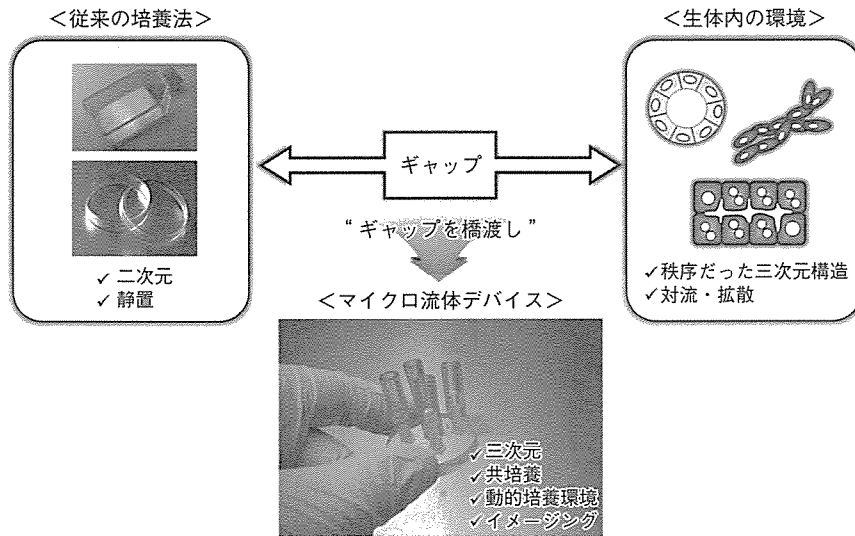 ＜従来の培養法＞
✓ 二次元
✓ 静置
ギャップ
“ ギャップを橋渡し ”
＜生体内の環境＞
✓秩序だった三次元構造
✓対流・拡散
＜マイクロ流体デバイス＞
✓三次元
✓共培養
✓動的培養環境
✓イメージング